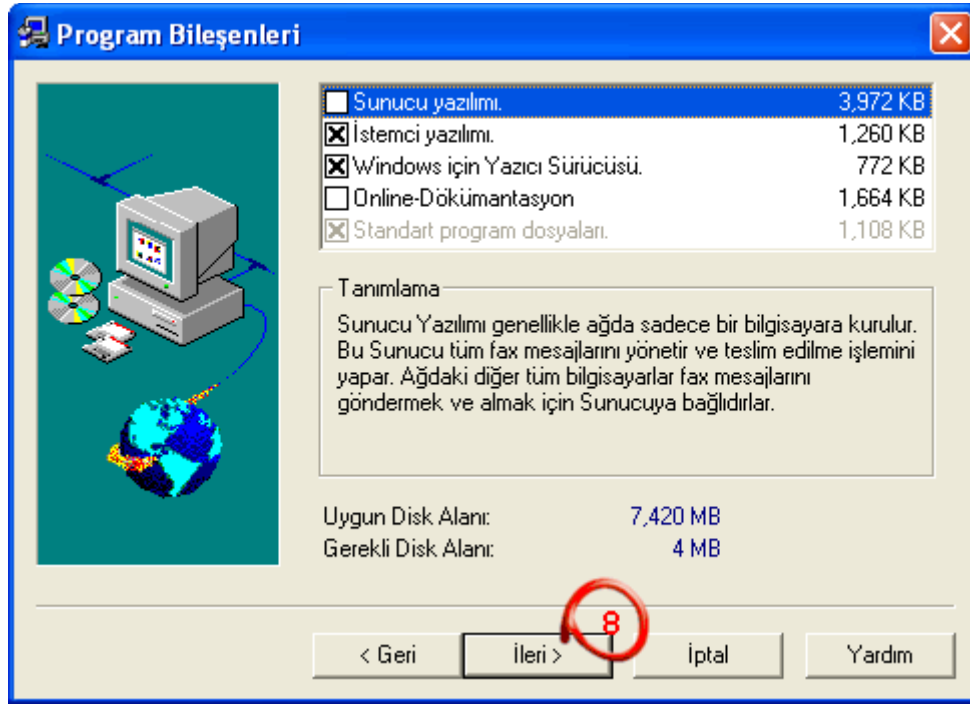 Program Bileşenleri
Sunucu yazılımı. 3,972 KB
İstemci yazılımı. 1,260 KB
Windows için Yazıcı Sürücüsü. 772 KB
Online-Dökümantasyon 1,664 KB
Standart program dosyaları. 1,108 KB
Tanımlama
Sunucu Yazılımı genellikle ağda sadece bir bilgisayara kurulur.
Bu Sunucu tüm fax mesajlarını yönetir ve teslim edilme işlemini
yapar. Ağdaki diğer tüm bilgisayarlar fax mesajlarını
göndermek ve almak için Sunucuya bağlıdırlar.
Uygun Disk Alanı: 7,420 MB
Gerekli Disk Alanı: 4 MB
8
< Geri İleri > İptal Yardım